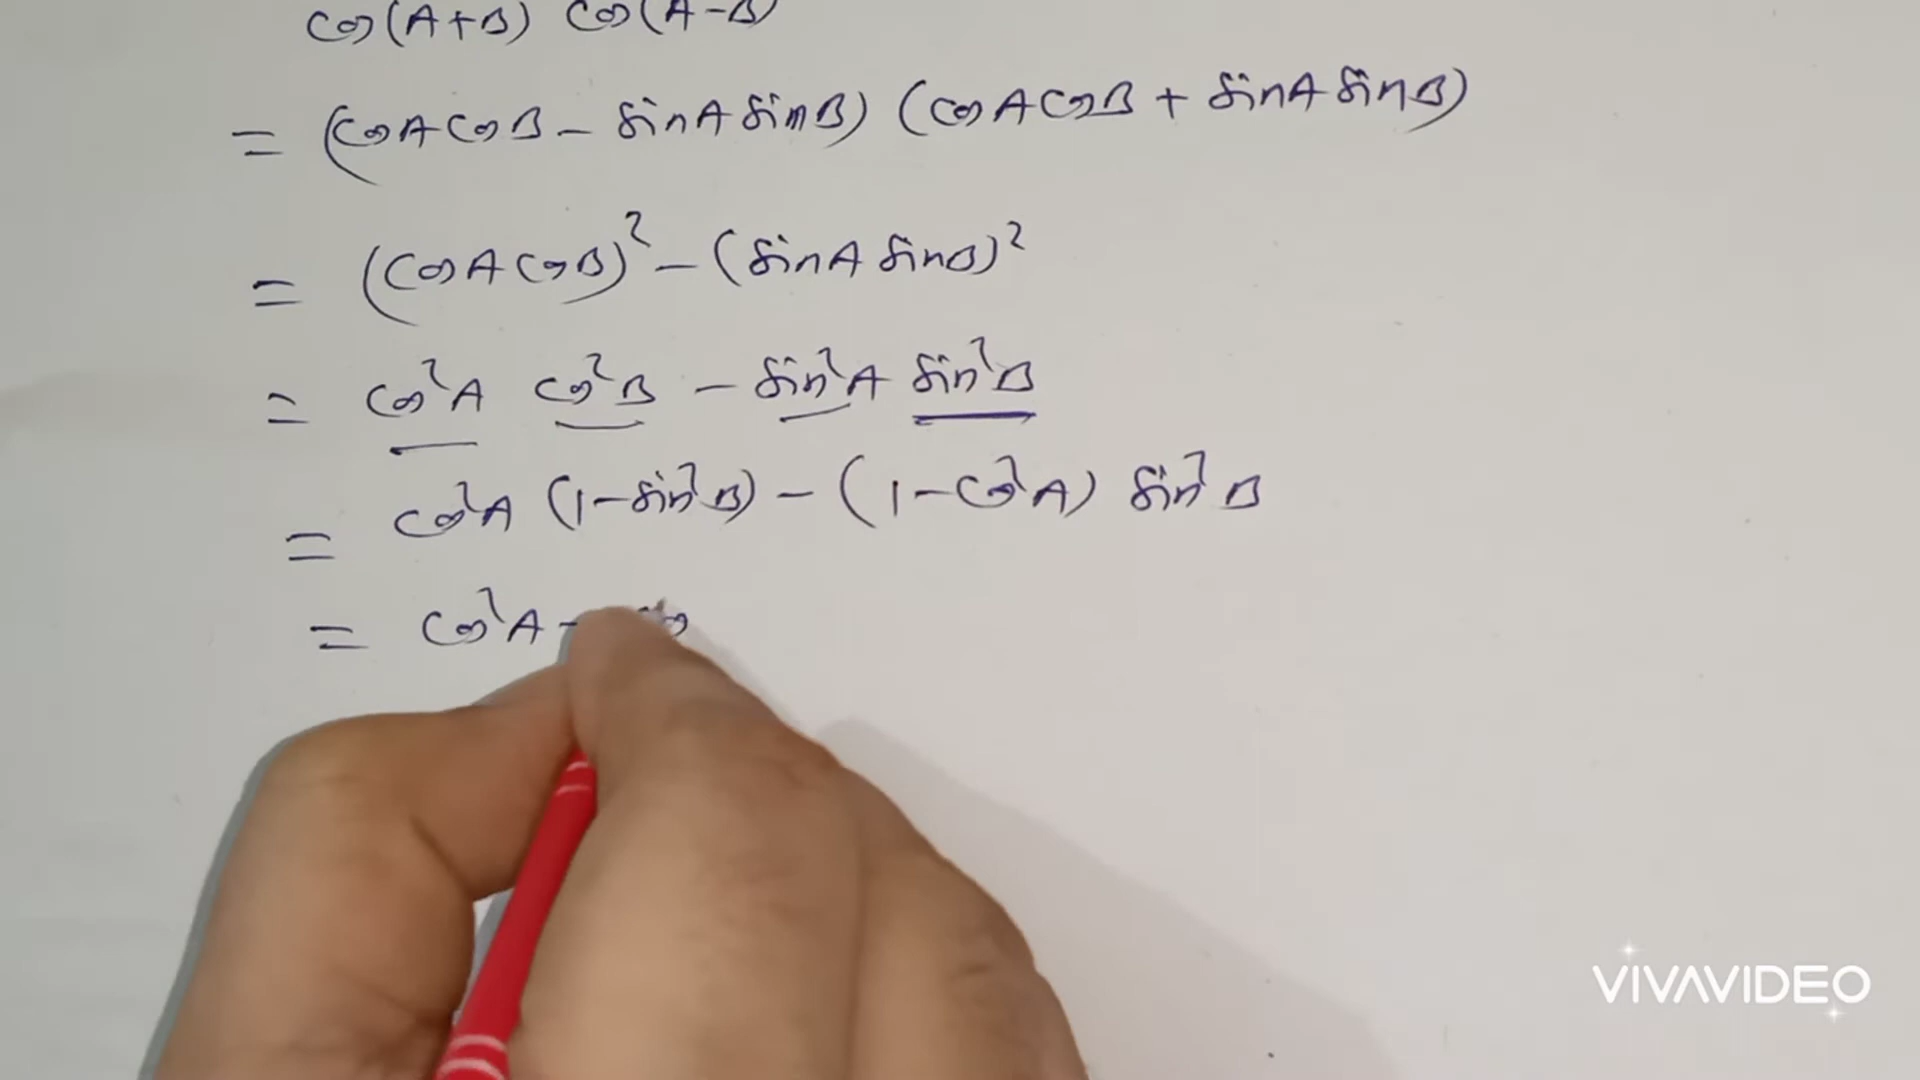 cos(A+B) cos(A-B)
= (cosA cosB - sinA sinB) (cosA cosB + sinA sinB)
= (cosA cosB)² - (sinA sinB)²
= cos²A cos²B - sin²A sin²B
= cos²A (1-sin²B) - (1-cos²A) sin²B
= cos²A -
VIVAVIDEO